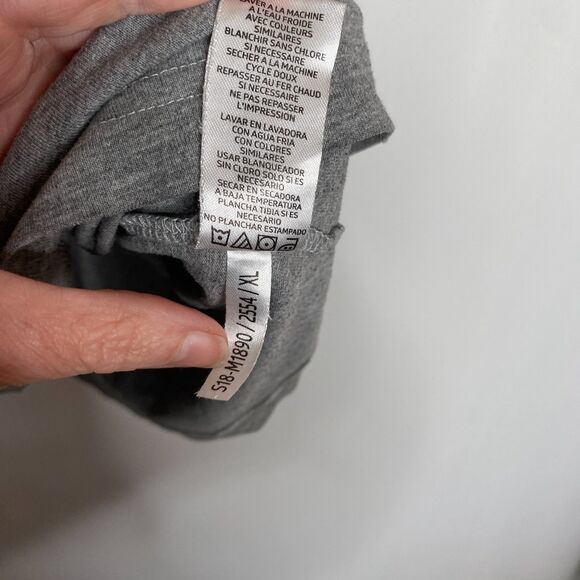 LAVER A LA MACHINE
A L'EAU FROIDE
AVEC COULEURS
SIMILAIRES
BLANCHIR SANS CHLORE
SI NECESSAIRE
SECHER A LA MACHINE
CYCLE DOUX
REPASSER AU FER CHAUD
SI NECESSAIRE
NE PAS REPASSER
L'IMPRESSION
LAVAR EN LAVADORA
CON AGUA FRIA
CON COLORES
SIMILARES
USAR BLANQUEADOR
SIN CLORO SOLO SI ES
NECESARIO
SECAR EN SECADORA
A BAJA TEMPERATURA
PLANCHA TIBIA SI ES
NECESARIO
NO PLANCHAR ESTAMPADO
S18-M1890 / 2554 / XL